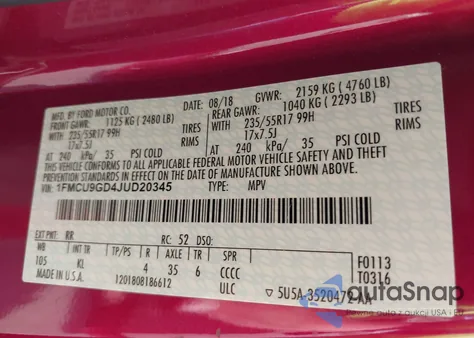 MFD. BY FORD MOTOR CO.
DATE: 08/18 GVWR: 2159 KG ( 4760 LB)
FRONT GAWR: 1125 KG ( 2480 LB) REAR GAWR: 1040 KG ( 2293 LB)
235/55R17 99H TIRES 235/55R17 99H TIRES
17x7.5J RIMS 17x7.5J RIMS
AT 240 kPa/ 35 PSI COLD AT 240 kPa/ 35 PSI COLD
THIS VEHICLE CONFORMS TO ALL APPLICABLE FEDERAL MOTOR VEHICLE SAFETY AND THEFT
PREVENTION STANDARDS IN EFFECT ON THE DATE OF MANUFACTURE SHOWN ABOVE.
VIN: 1FMCU9GD4JUD20345
TYPE: MPV
EXT PNT: RR RC: 52 DSO:
WB INT TR TP/PS R AX TR SPR
105 KL 4 35 6 CCCC
F0113
T0316
MADE IN U.S.A. 1201808186612 ULC
▽ 5U5A-3520472-AA
autaSnap